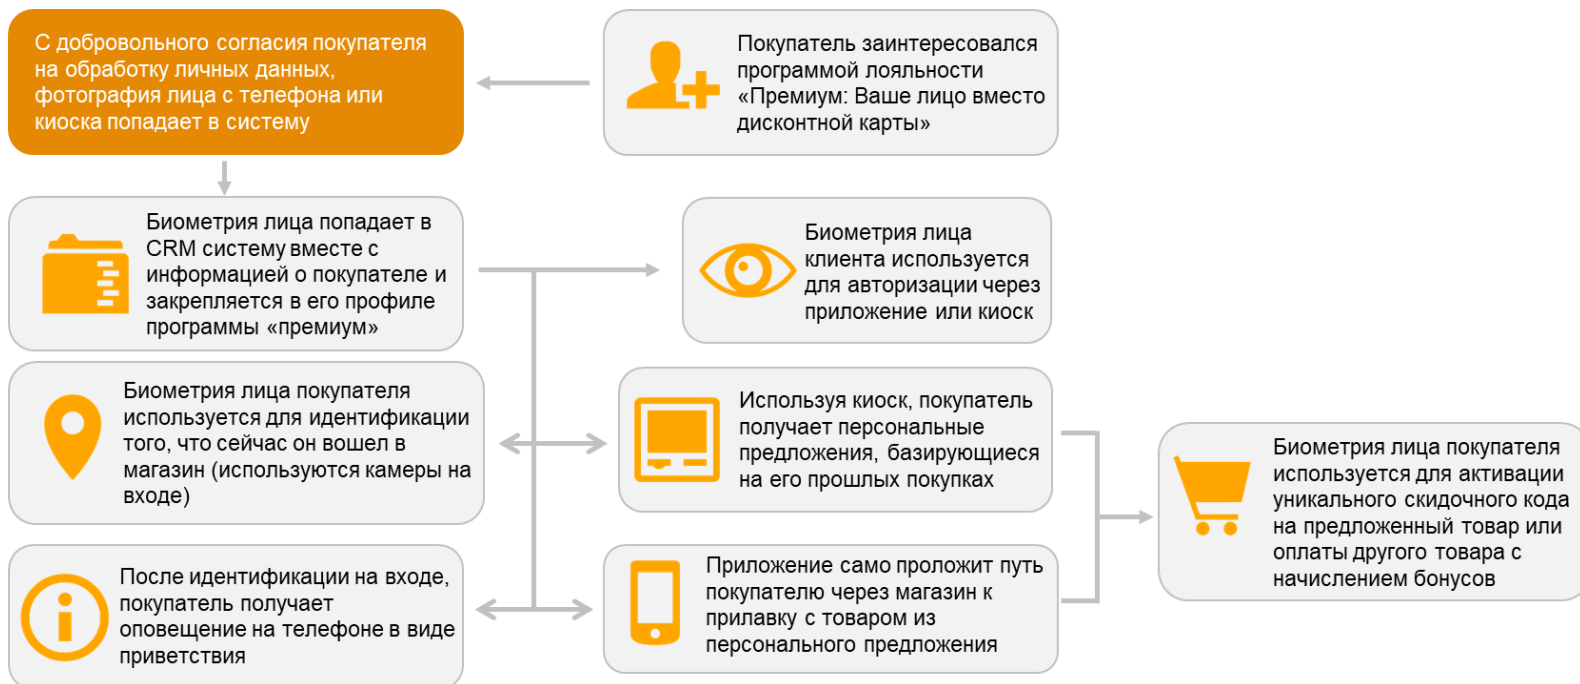 С добровольного согласия покупателя
на обработку личных данных,
фотография лица с телефона или
киоска попадает в систему
Покупатель заинтересовался
программой лояльности
«Премиум: Ваше лицо вместо
дисконтной карты»
Биометрия лица попадает в
CRM систему вместе с
информацией о покупателе и
закрепляется в его профиле
программы «премиум»
Биометрия лица
клиента используется
для авторизации через
приложение или киоск
Биометрия лица покупателя
используется для идентификации
того, что сейчас он вошел в
магазин (используются камеры на
входе)
Используя киоск, покупатель
получает персональные
предложения, базирующиеся
на его прошлых покупках
Биометрия лица покупателя
используется для активации
уникального скидочного кода
на предложенный товар или
оплаты другого товара с
начислением бонусов
После идентификации на входе,
покупатель получает
оповещение на телефоне в виде
приветствия
Приложение само проложит путь
покупателю через магазин к
прилавку с товаром из
персонального предложения